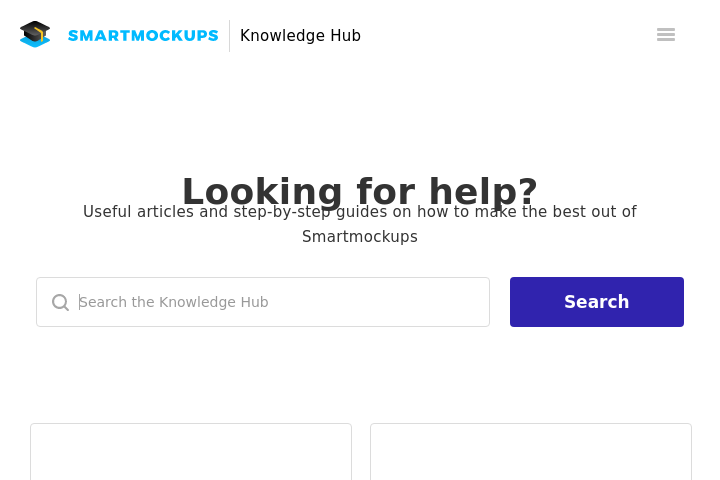 SMARTMOCKUPS
Knowledge Hub
Looking for help?
Useful articles and step-by-step guides on how to make the best out of
Smartmockups
Search the Knowledge Hub
Search